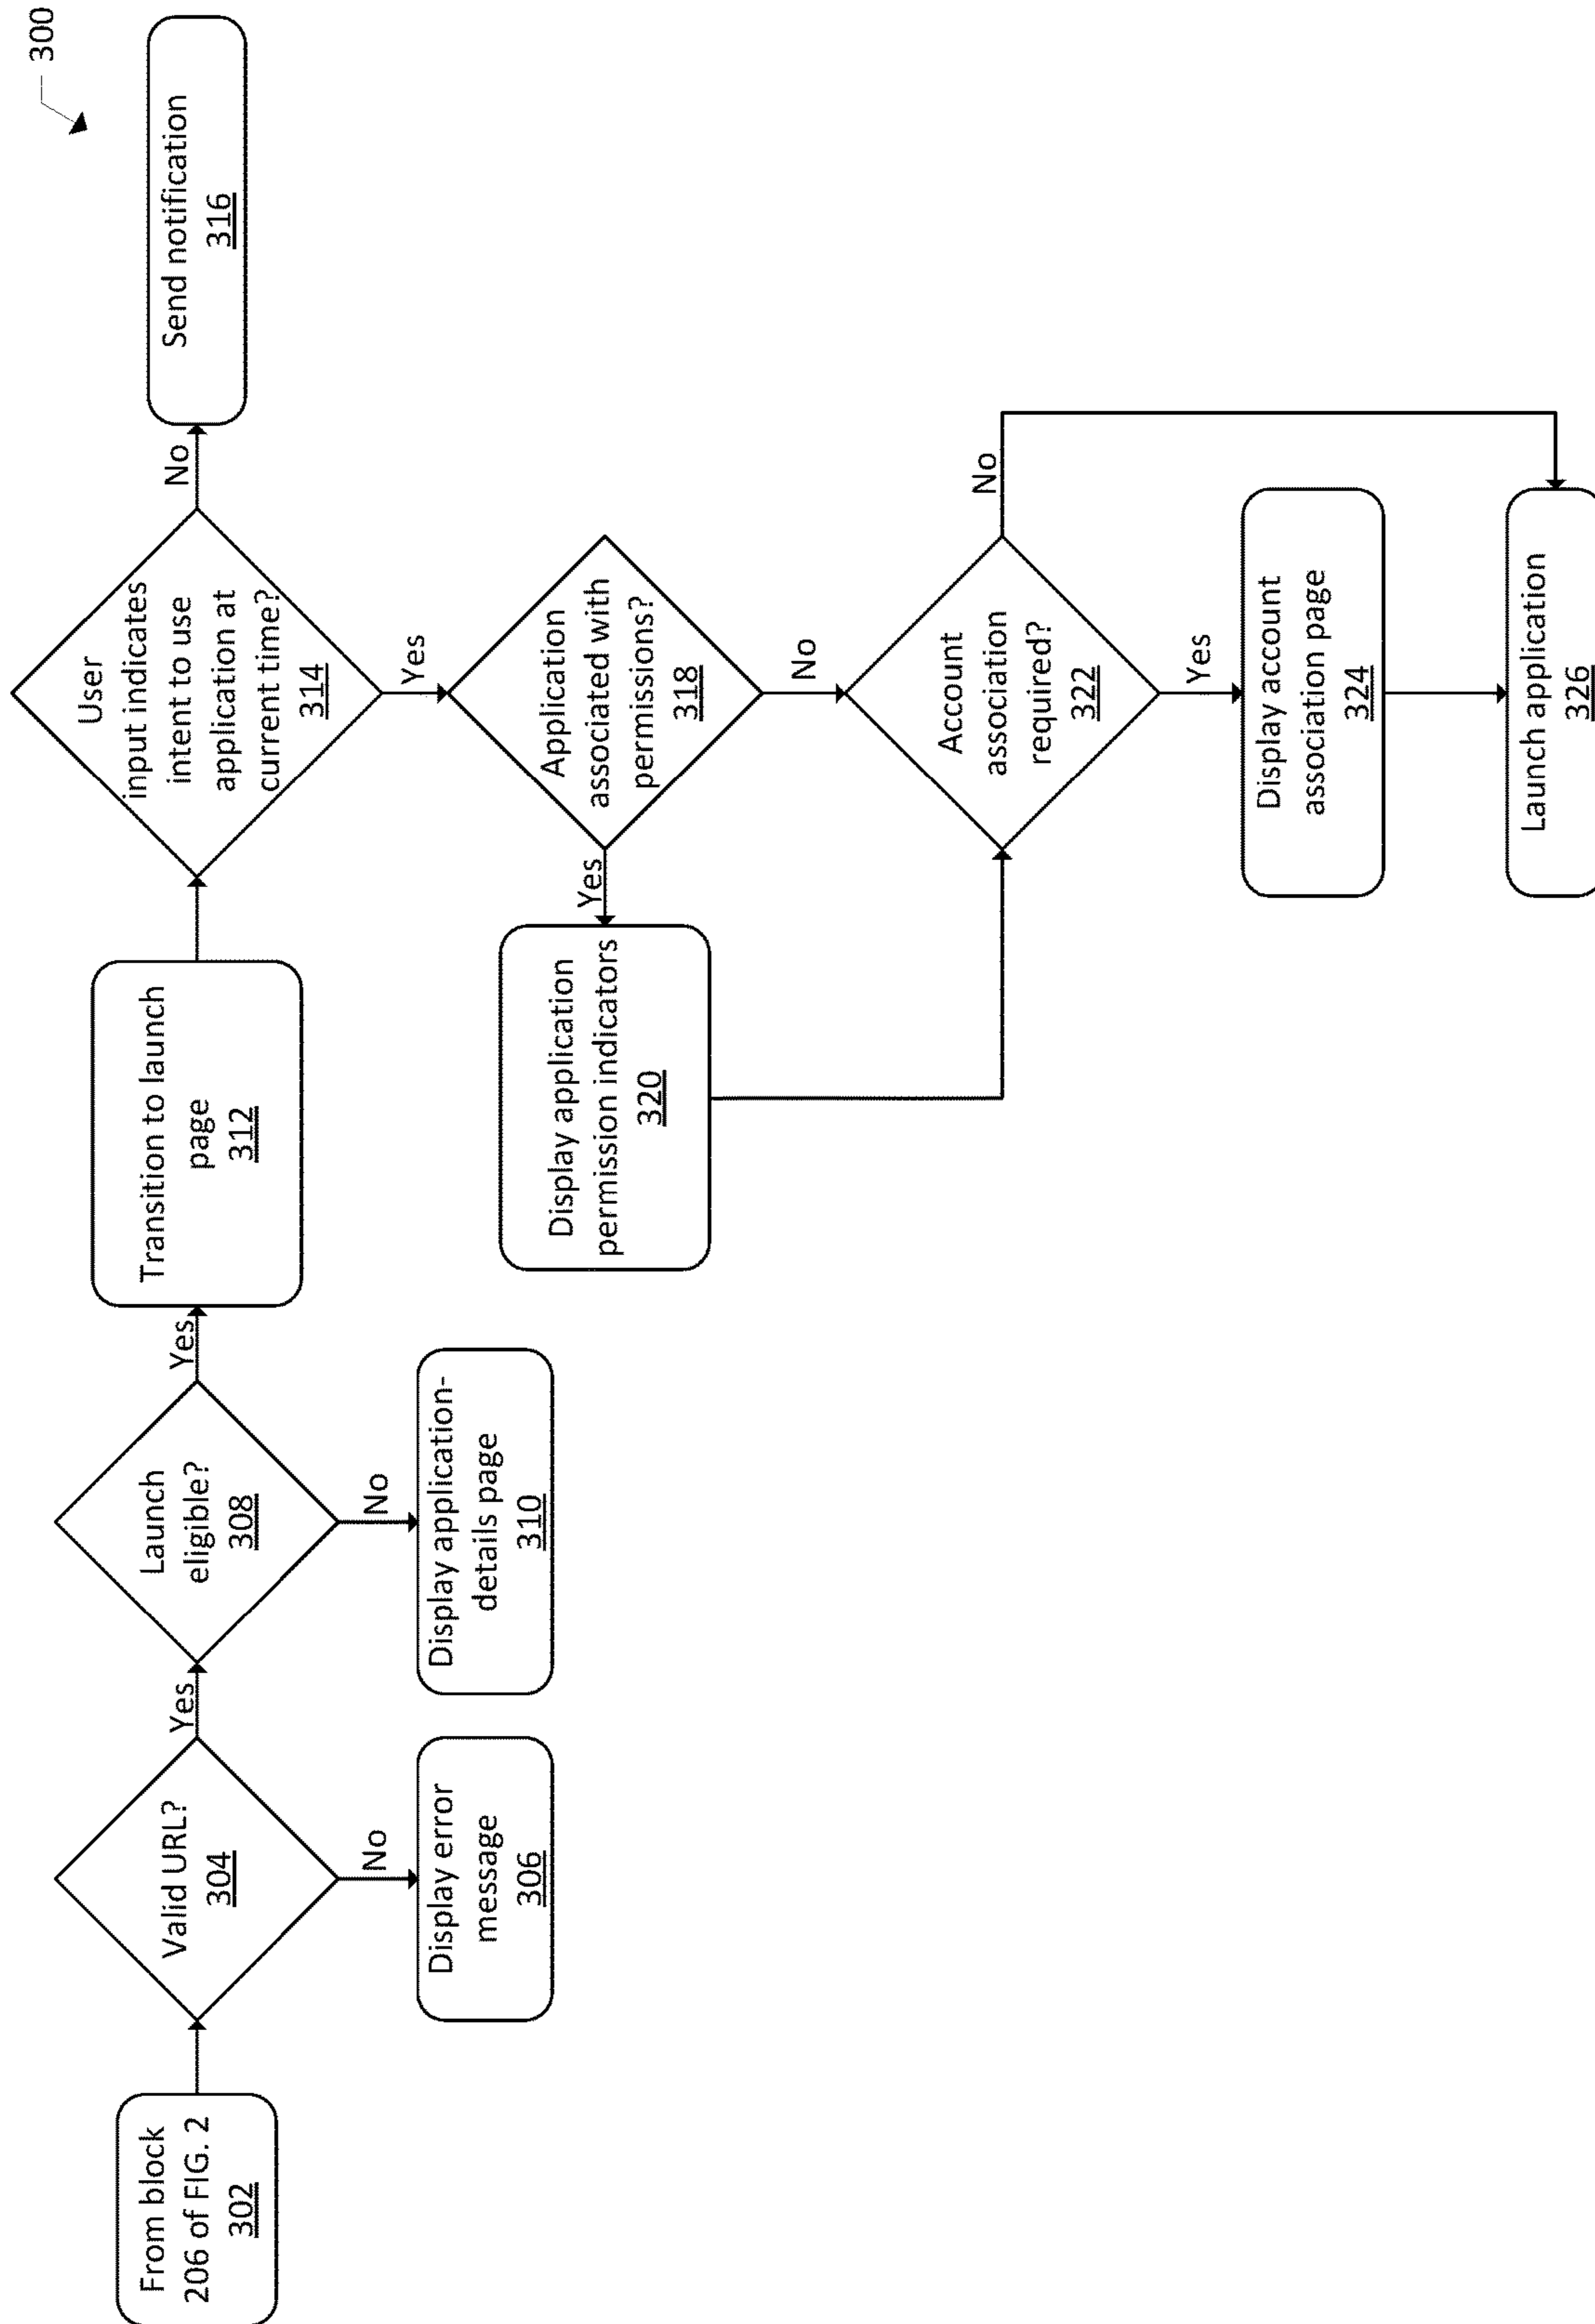 300
From block
206 of FIG. 2
302
Valid URL?
304
Yes
No
Display error
message
306
Launch
eligible?
308
Yes
No
Display application-
details page
310
Transition to launch
page
312
User
input indicates
intent to use
application at
current time?
314
No
Send notification
316
Yes
Application
associated with
permissions?
318
Yes
Display application
permission indicators
320
No
Account
association
required?
322
No
Yes
Display account
association page
324
Launch application
326